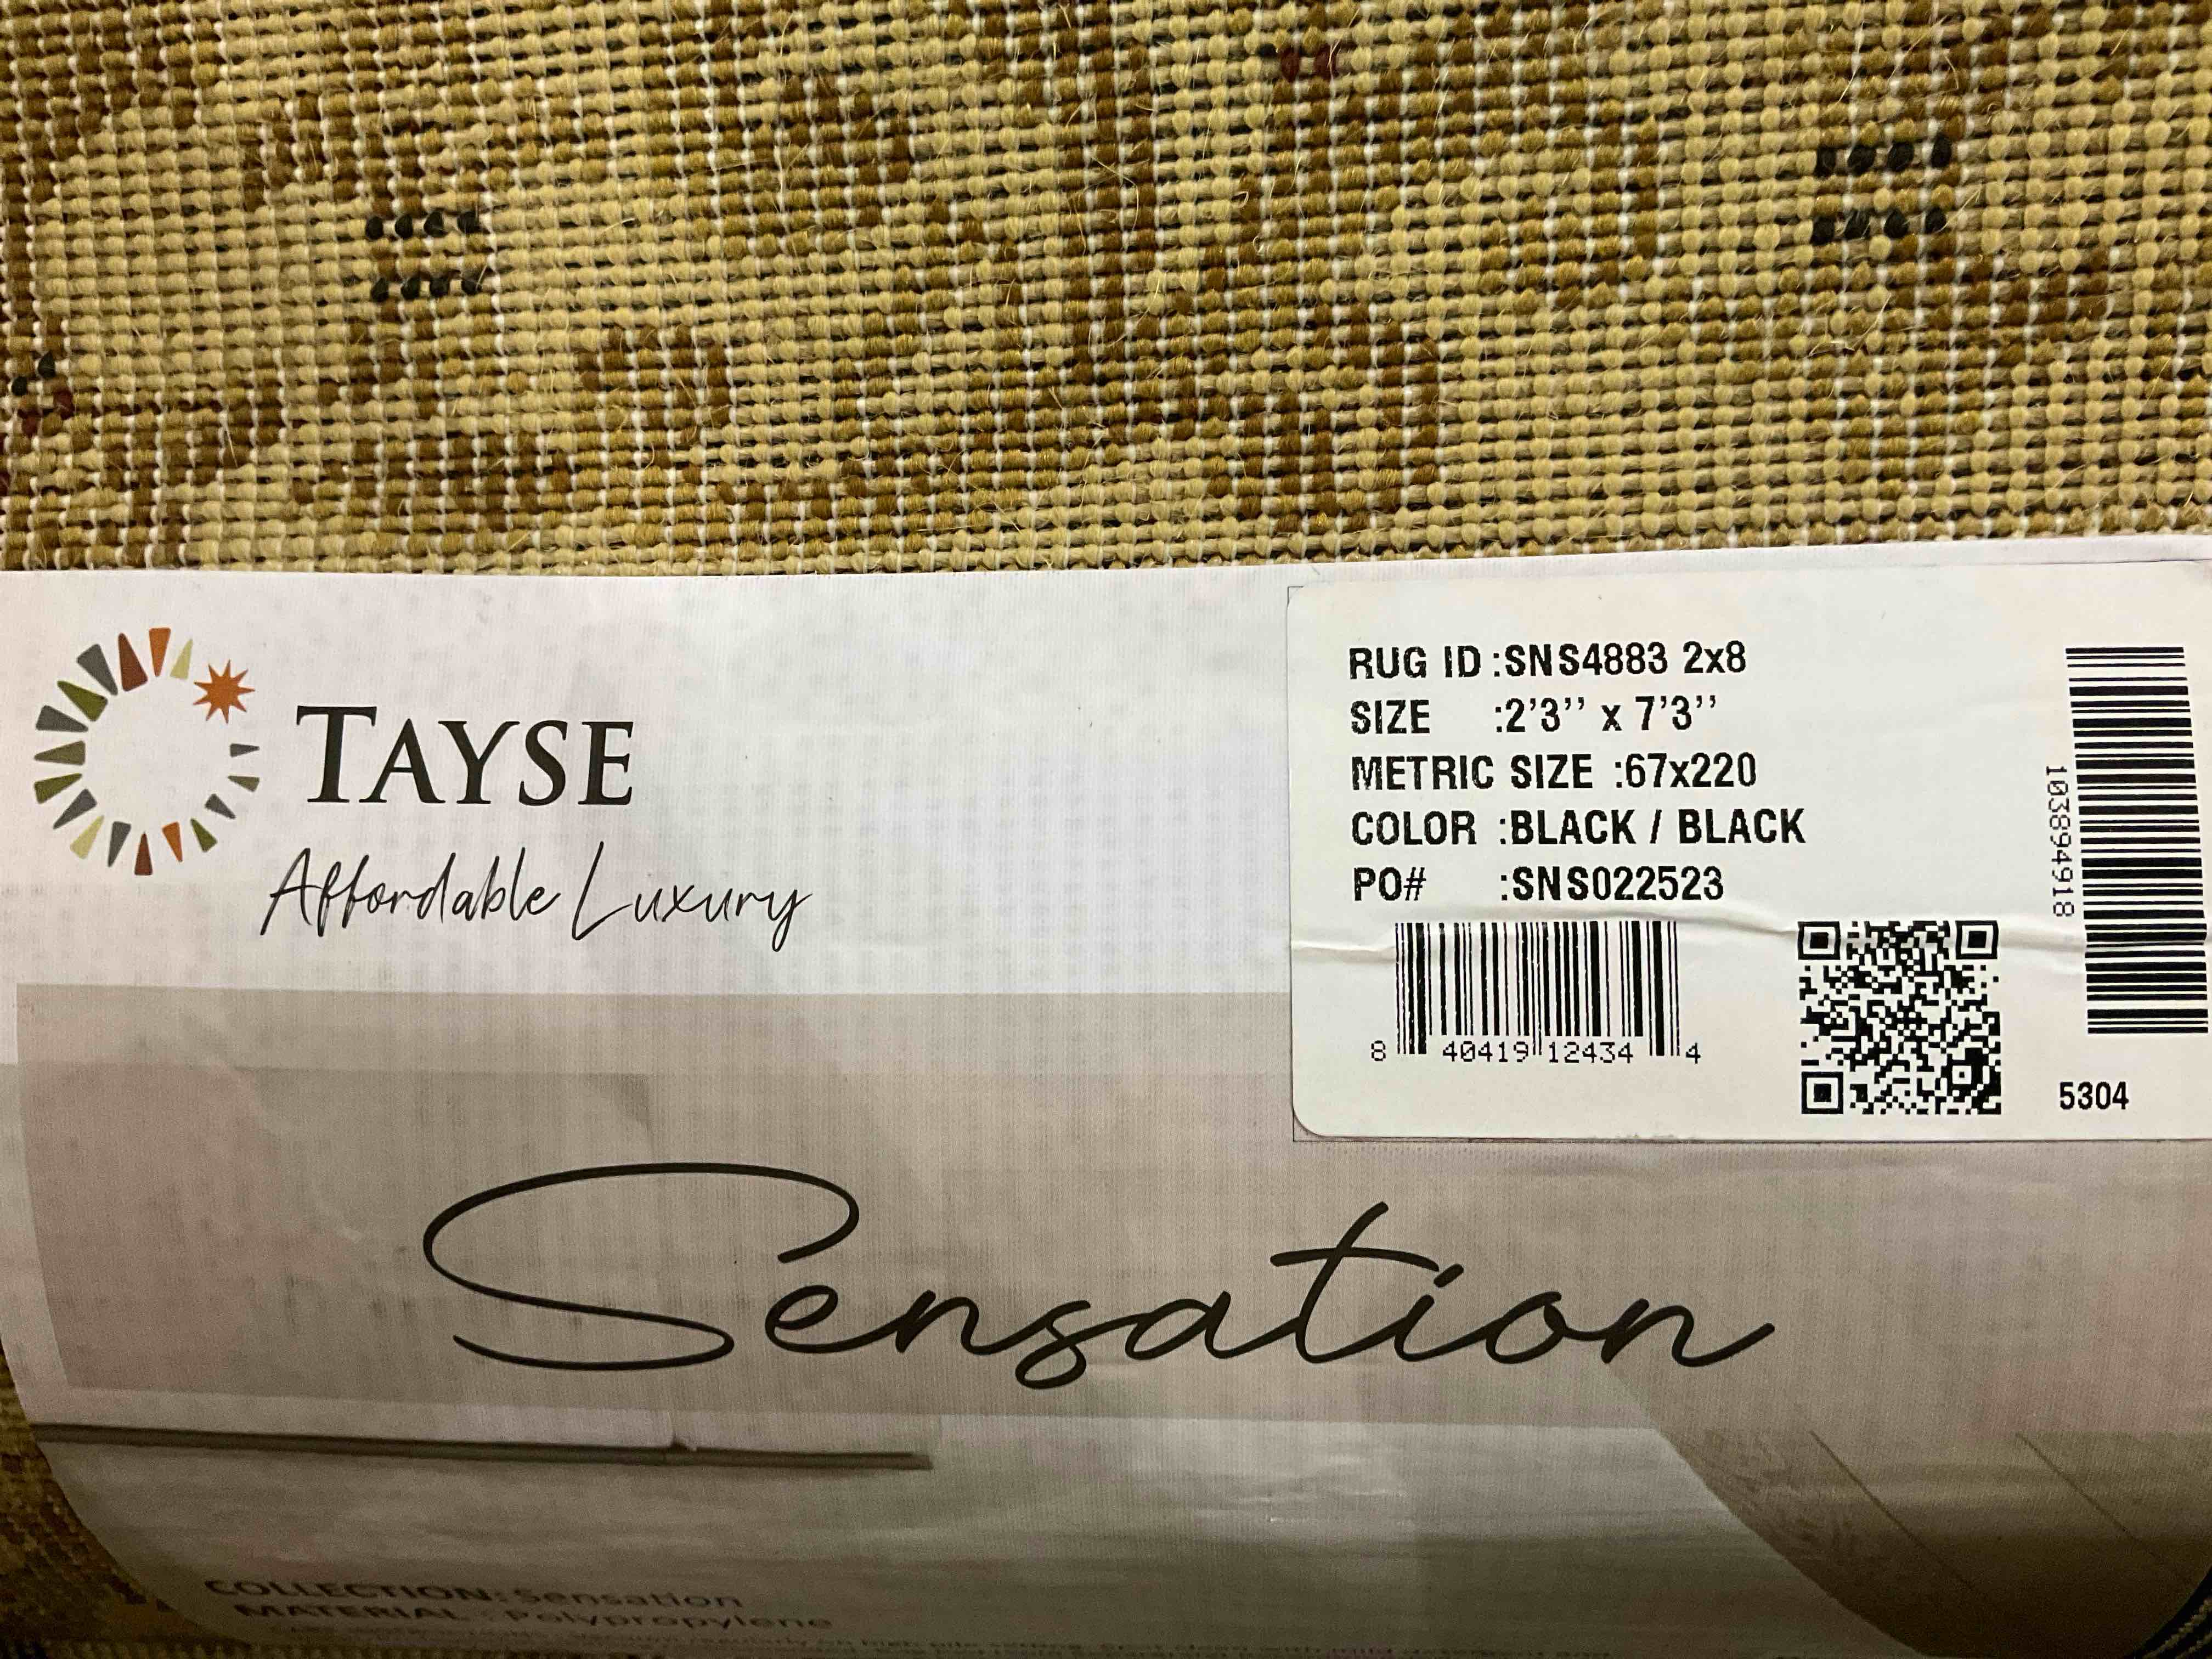 TAYSE
Affordable Luxury
RUG ID :SNS4883 2x8
SIZE :2'3'' x 7'3''
METRIC SIZE :67x220
COLOR :BLACK / BLACK
PO# :SNS022523
8 40419 12434 4
103894918
5304
Sensation
COLLECTION: Sensation
MATERIAL : Polypropylene